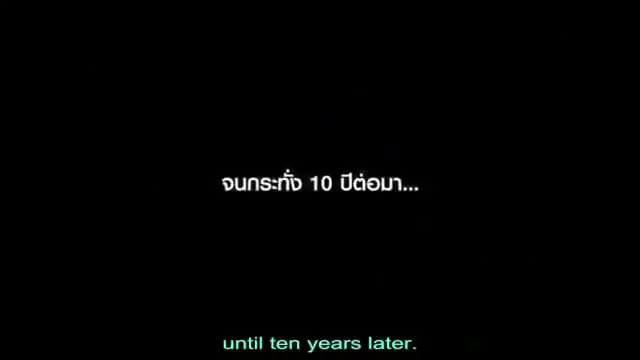 จนกระทั่ง 10 ปีต่อมา...
until ten years later.